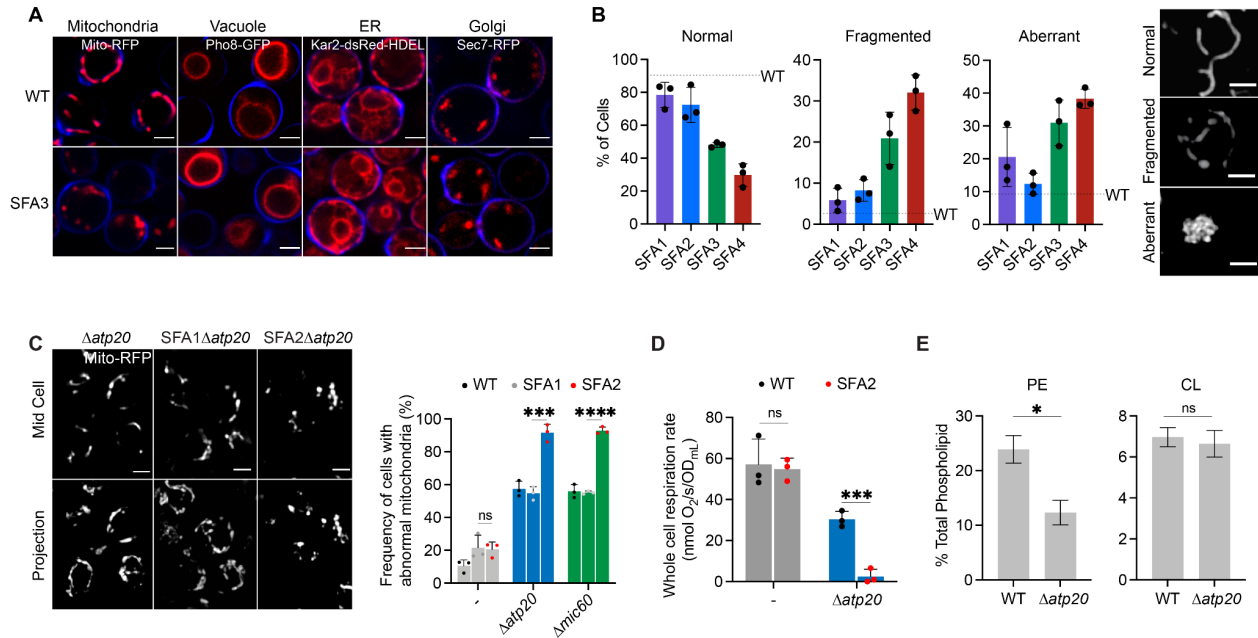 A
Mitochondria Vacuole ER Golgi
Mito-RFP Pho8-GFP Kar2-dsRed-HDEL Sec7-RFP
WT
SFA3
B
Normal Fragmented Aberrant
% of Cells
100
80
60
40
20
0
WT
SFA1 SFA2 SFA3 SFA4
40
30
20
10
0
WT
SFA1 SFA2 SFA3 SFA4
50
40
30
20
10
0
WT
SFA1 SFA2 SFA3 SFA4
Normal
Fragmented
Aberrant
C
Δatp20 SFA1Δatp20 SFA2Δatp20
Mito-RFP
Mid Cell
Projection
WT SFA1 SFA2
Frequency of cells with
abnormal mitochondria (%)
100
80
60
40
20
0
ns
***
****
- Δatp20 Δmic60
D
WT SFA2
Whole cell respiration rate
(nmol O2/s/ODmL)
80
60
40
20
0
ns
***
- Δatp20
E
PE CL
% Total Phospholipid
30
20
10
0
*
WT Δatp20
8
6
4
2
0
ns
WT Δatp20